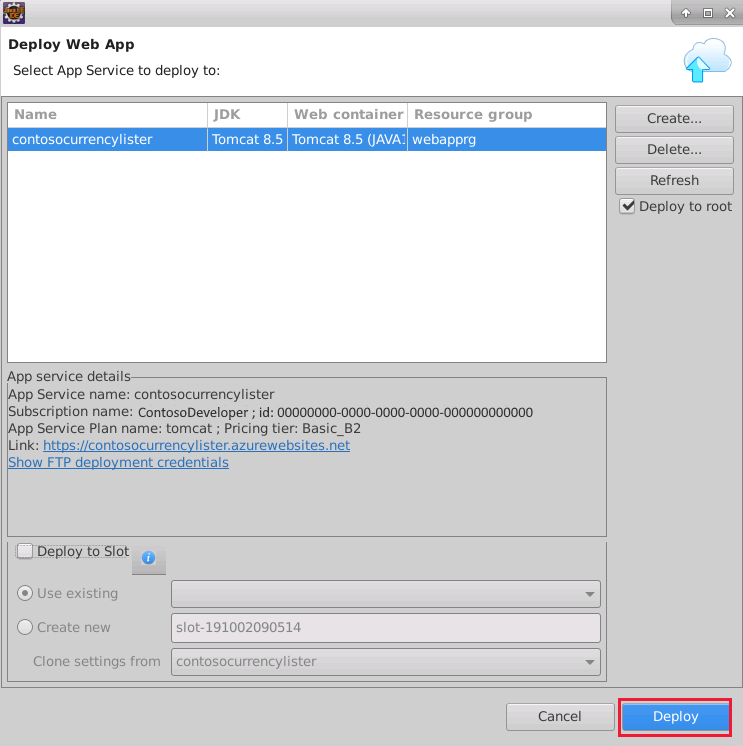 Deploy Web App
Select App Service to deploy to:
Name JDK Web container Resource group
contosocurrencylister Tomcat 8.5 Tomcat 8.5 (JAVA webapprg
Create...
Delete...
Refresh
Deploy to root
App service details
App Service name: contosocurrencylister
Subscription name: ContosoDeveloper ; id: 00000000-0000-0000-0000-000000000000
App Service Plan name: tomcat ; Pricing tier: Basic_B2
Link: https://contosocurrencylister.azurewebsites.net
Show FTP deployment credentials
Deploy to Slot
Use existing
Create new slot-191002090514
Clone settings from contosocurrencylister
Cancel Deploy